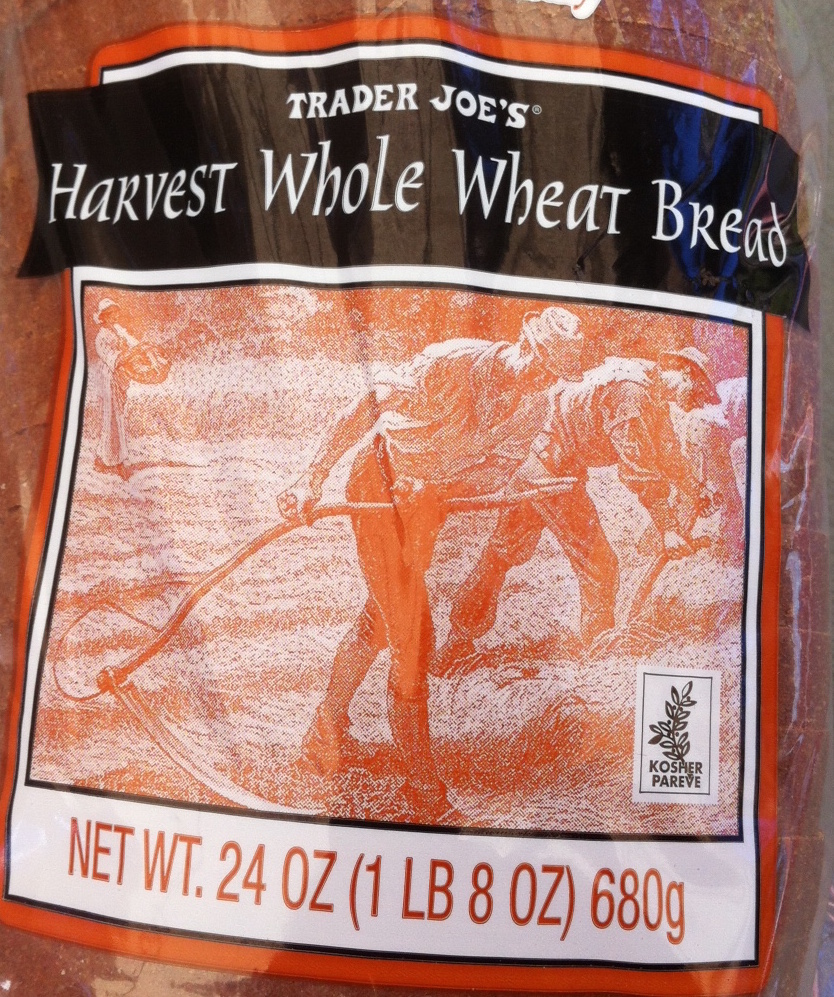 TRADER JOE'S®
HARVEST WHOLE WHEAT BREAD
KOSHER
PAREVE
NET WT. 24 OZ (1 LB 8 OZ) 680g